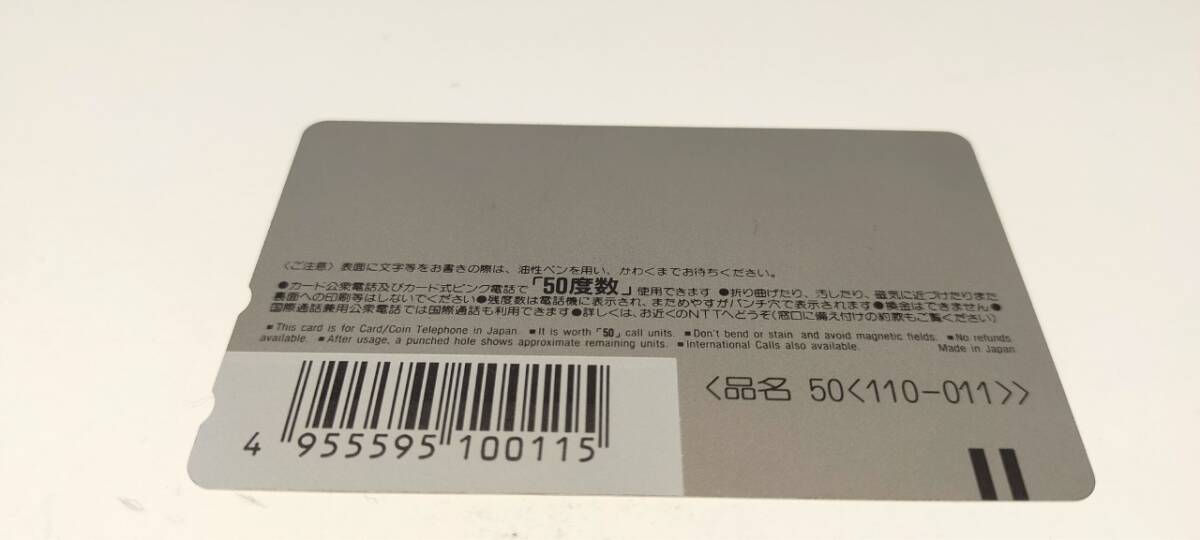 〈ご注意〉表面に文字等をお書きの際は、油性ペンを用い、かわくまでお待ちください。
●カード公衆電話及びカード式ピンク電話で「50度数」使用できます●折り曲げたり、汚したり、磁気に近づけたりまた
裏面への印刷等はしないでください●残度数は電話機に表示され、まためやすがパンチ穴で表示されます●換金はできません●
国際通話兼用公衆電話では国際通話も利用できます●詳しくは、お近くのNTTへどうぞ(窓口に備え付けの約款もご覧ください)
■This card is for Card/Coin Telephone in Japan. ■It is worth「50」call units. ■Don't bend or stain and avoid magnetic fields. ■No refunds
available. ■After usage, a punched hole shows approximate remaining units. ■International Calls also available. Made in Japan
〈品名 50〈110-011〉〉
4 955595 100115